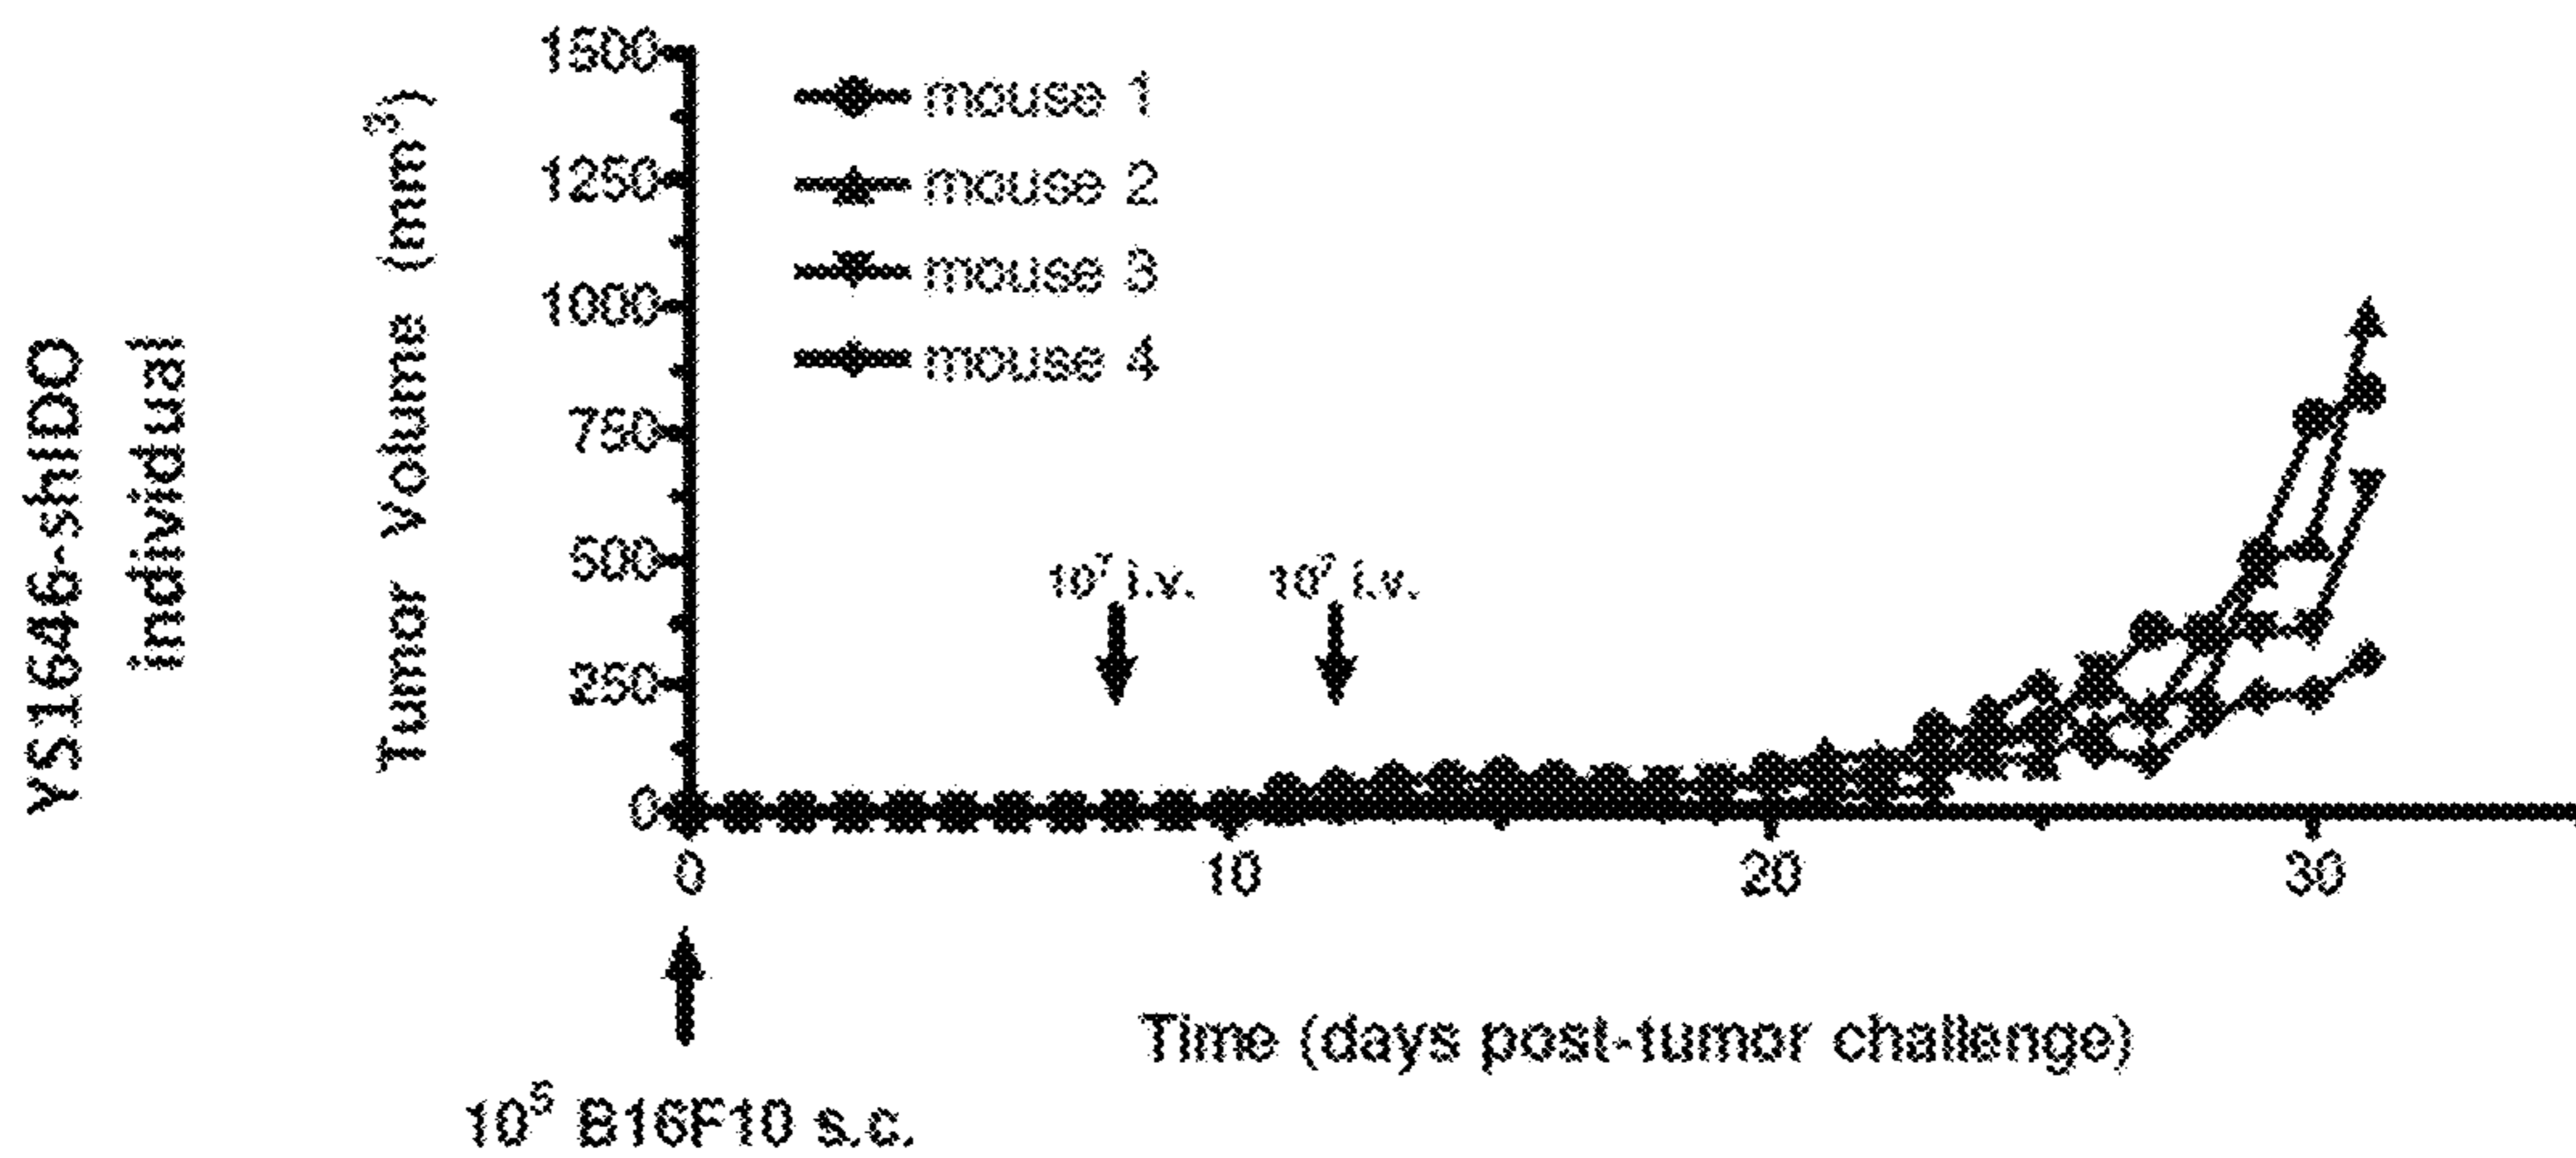 YS1646-shIDO
individual
Tumor Volume (mm³)
1500
1250
1000
750
500
250
0
mouse 1
mouse 2
mouse 3
mouse 4
10⁷ i.v.
10⁷ i.v.
0
10
20
30
Time (days post-tumor challenge)
10⁵ B16F10 s.c.